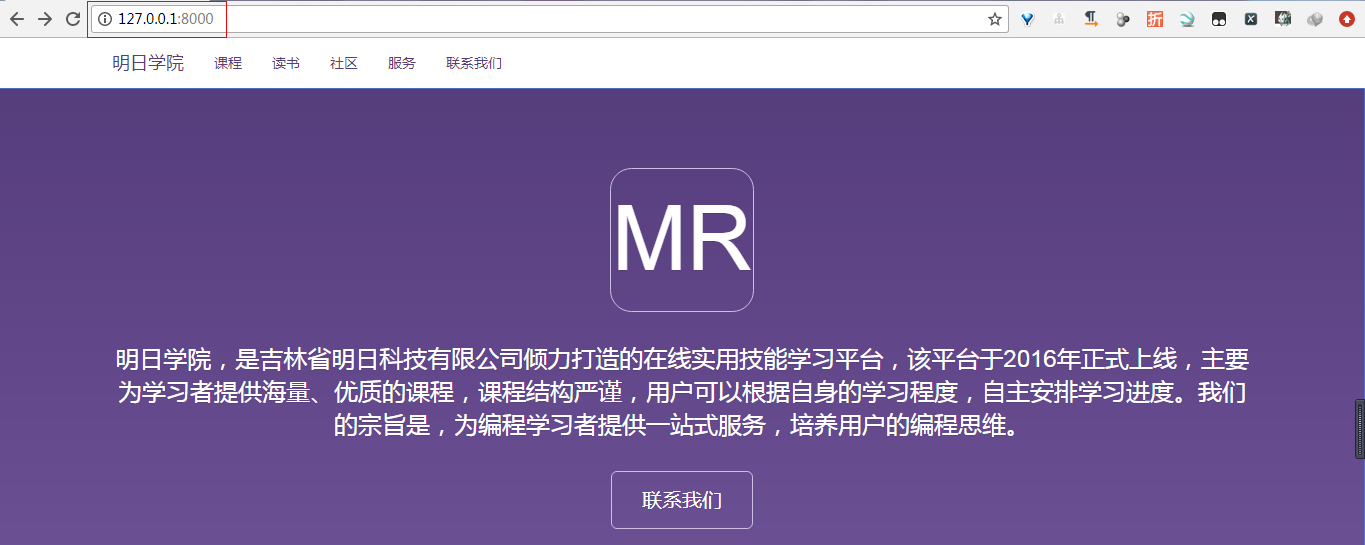 127.0.0.1:8000
折
明日学院 课程 读书 社区 服务 联系我们
MR
明日学院，是吉林省明日科技有限公司倾力打造的在线实用技能学习平台，该平台于2016年正式上线，主要
为学习者提供海量、优质的课程，课程结构严谨，用户可以根据自身的学习程度，自主安排学习进度。我们
的宗旨是，为编程学习者提供一站式服务，培养用户的编程思维。
联系我们